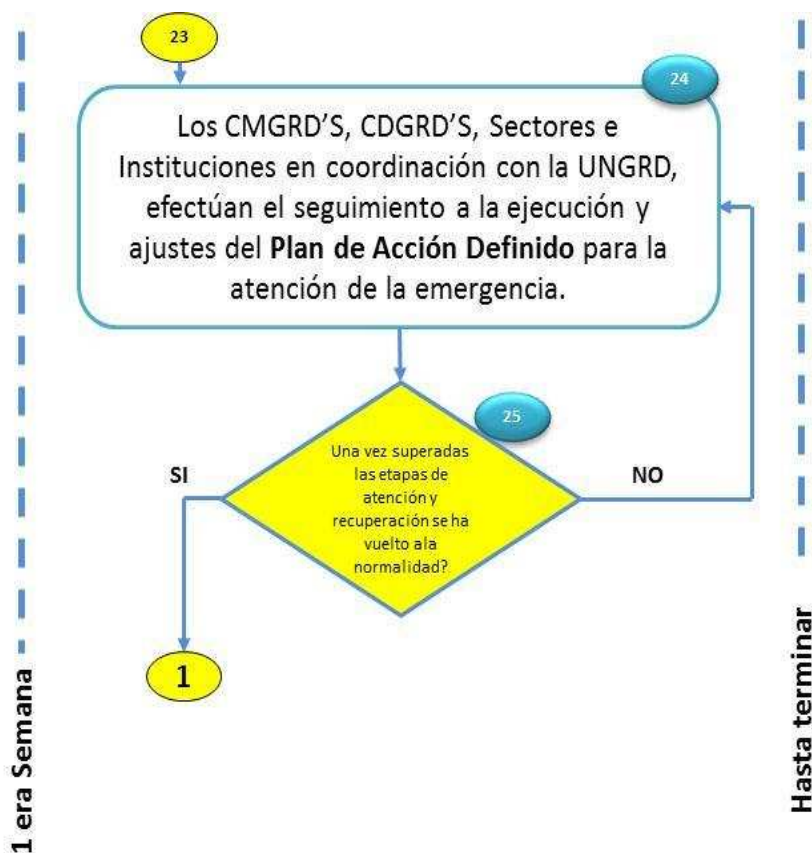 23
24
Los CMGRD'S, CDGRD'S, Sectores e
Instituciones en coordinación con la UNGRD,
efectúan el seguimiento a la ejecución y
ajustes del Plan de Acción Definido para la
atención de la emergencia.
25
Una vez superadas
las etapas de
atención y
recuperación se ha
vuelto ala
normalidad?
SI
NO
1
1 era Semana
Hasta terminar